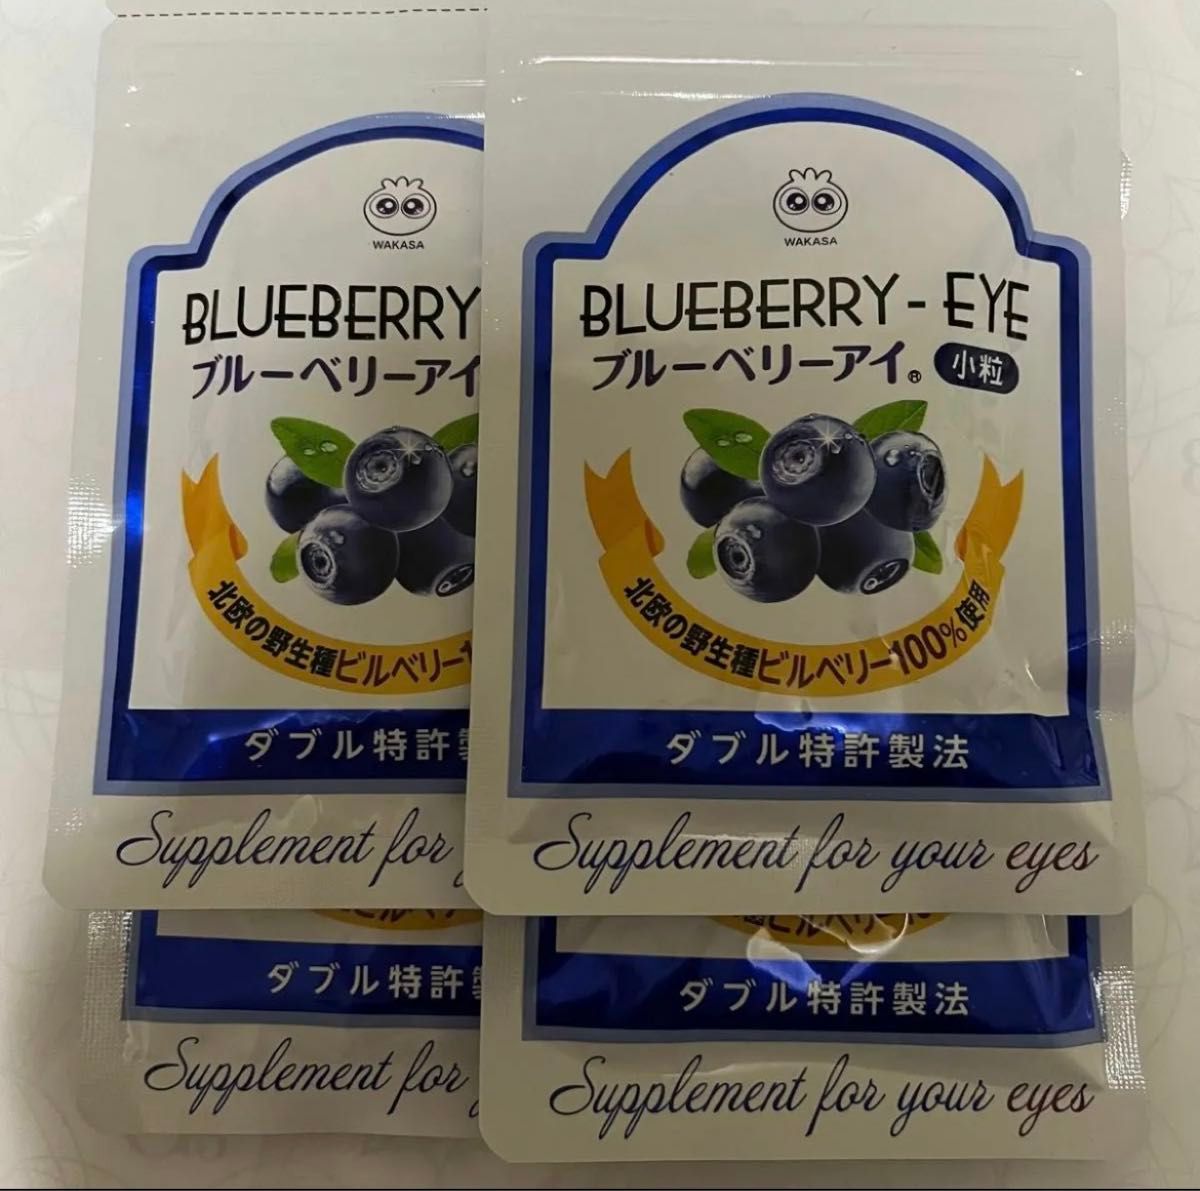 WAKASA
BLUEBERRY
ブルーベリーアイ
北欧の野生種ビルベリー
ダブル特許
Supplement for
WAKASA
BLUEBERRY - EYE
ブルーベリーアイ® 小粒
北欧の野生種ビルベリー100%使用
ダブル特許製法
Supplement for your eyes
ダブル特許
Supplement for
ダブル特許製法
Supplement for your eyes